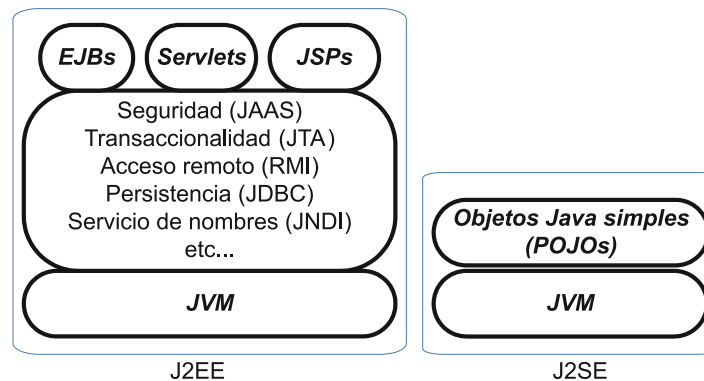 EJBs Servlets JSPs
Seguridad (JAAS)
Transaccionalidad (JTA)
Acceso remoto (RMI)
Persistencia (JDBC)
Servicio de nombres (JNDI)
etc...
JVM
J2EE
Objetos Java simples
(POJOs)
JVM
J2SE